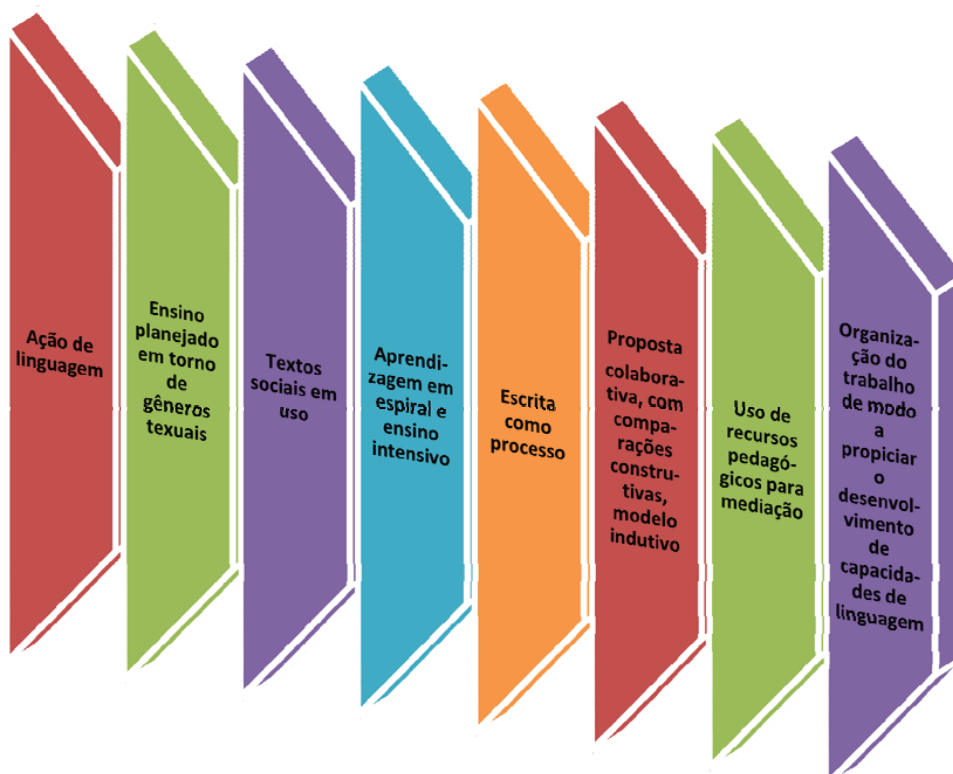 Ação de
linguagem
Ensino
planejado
em torno
de
gêneros
texuais
Textos
sociais em
uso
Aprendi-
zagem em
espiral e
ensino
intensivo
Escrita
como
processo
Proposta
colabora-
tiva, com
compa-
rações
constru-
tivas,
modelo
indutivo
Uso de
recursos
pedagó-
gicos para
mediação
Organiza-
ção do
trabalho
de modo
a
propiciar
o
desenvol-
vimento
de
capacida-
des de
linguagem